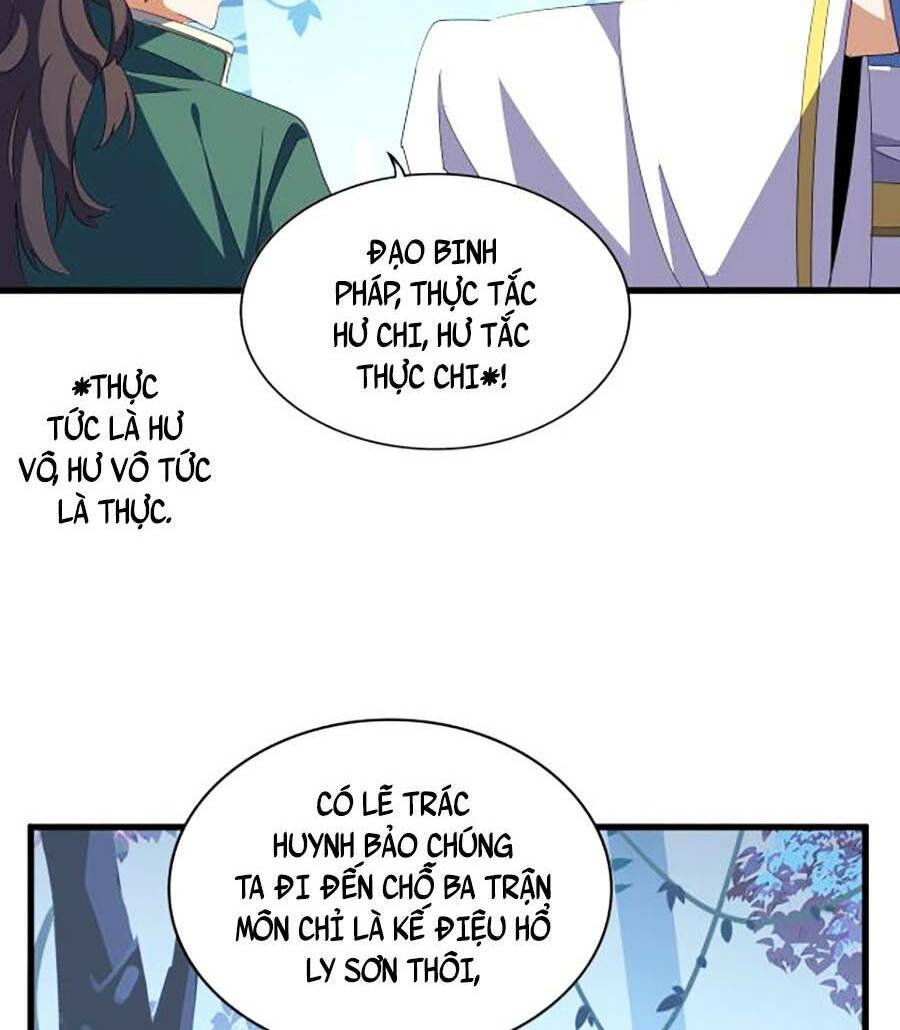 ĐẠO BINH
PHÁP, THỰC TẮC
HƯ CHI, HƯ TẮC
THỰC CHI*!
*THỰC
TỨC LÀ HƯ
VÔ, HƯ VÔ TỨC
LÀ THỰC.
CÓ LẼ TRÁC
HUYNH BẢO CHÚNG
TA ĐI ĐẾN CHỖ BA TRẬN
MÔN CHỈ LÀ KẾ ĐIỆU HỔ
LY SƠN THÔI,